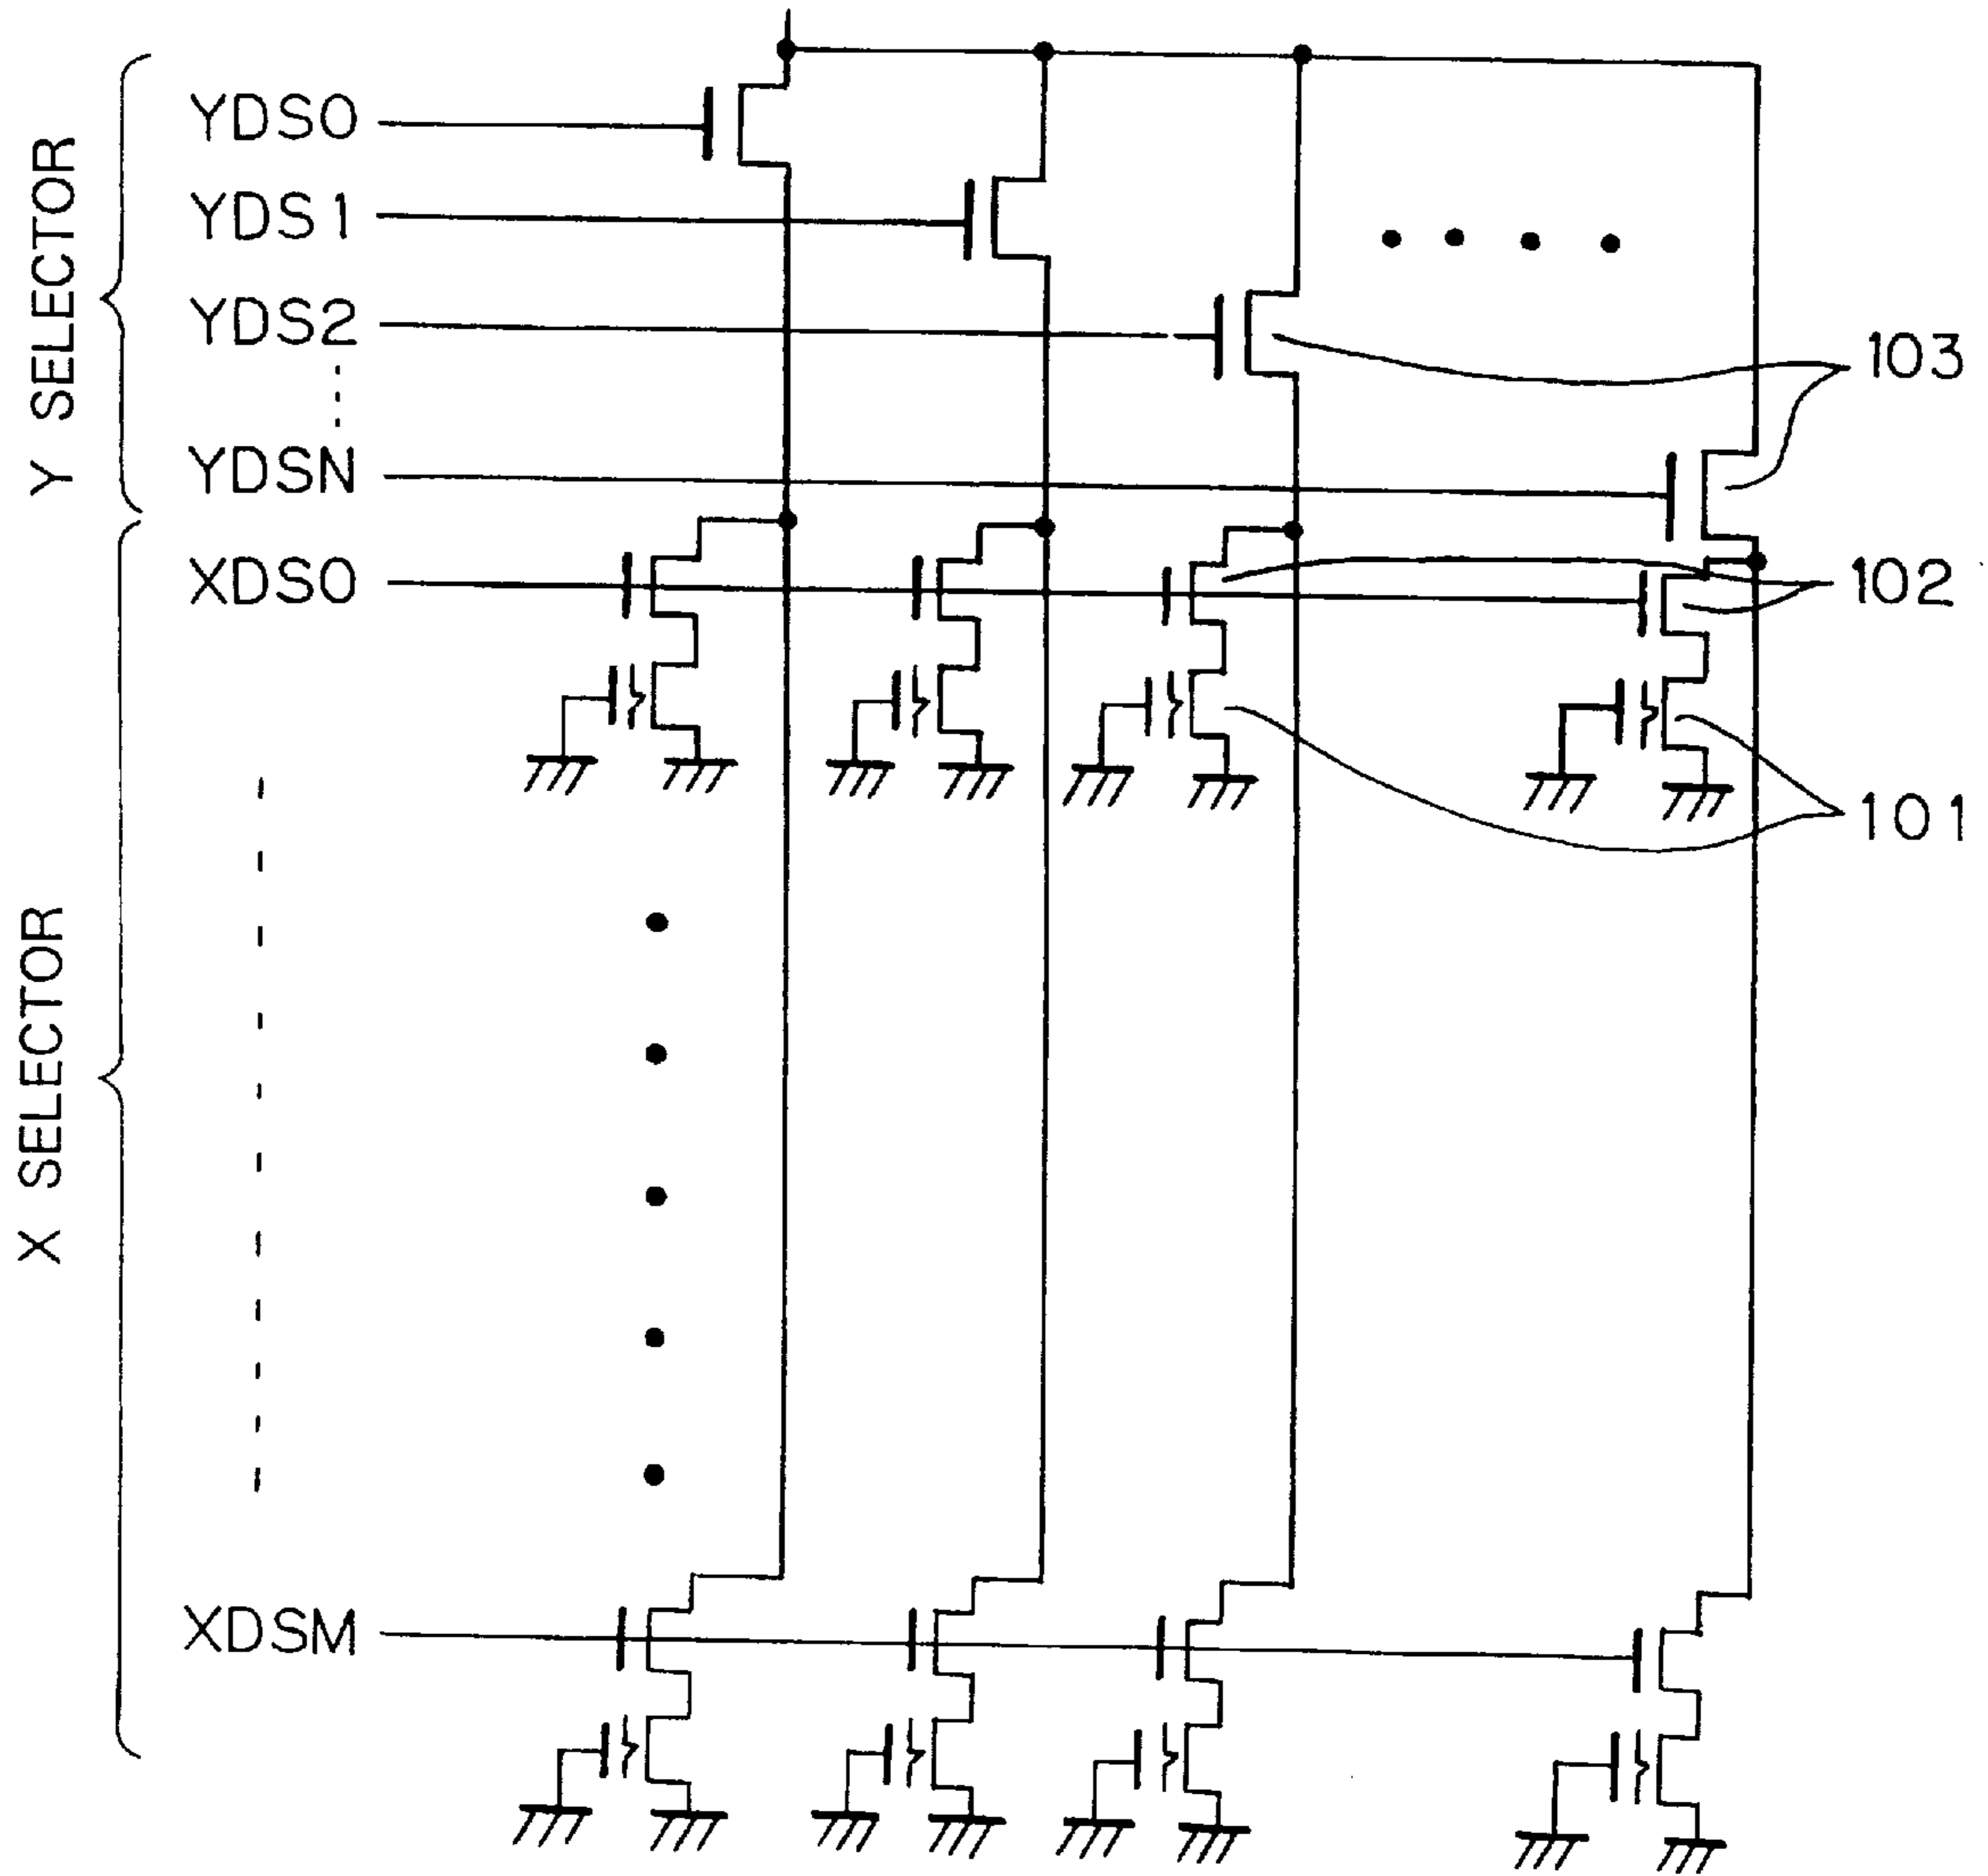 Y SELECTOR
YDS0
YDS1
YDS2
YDSN
103
X SELECTOR
XDS0
102
101
XDSM